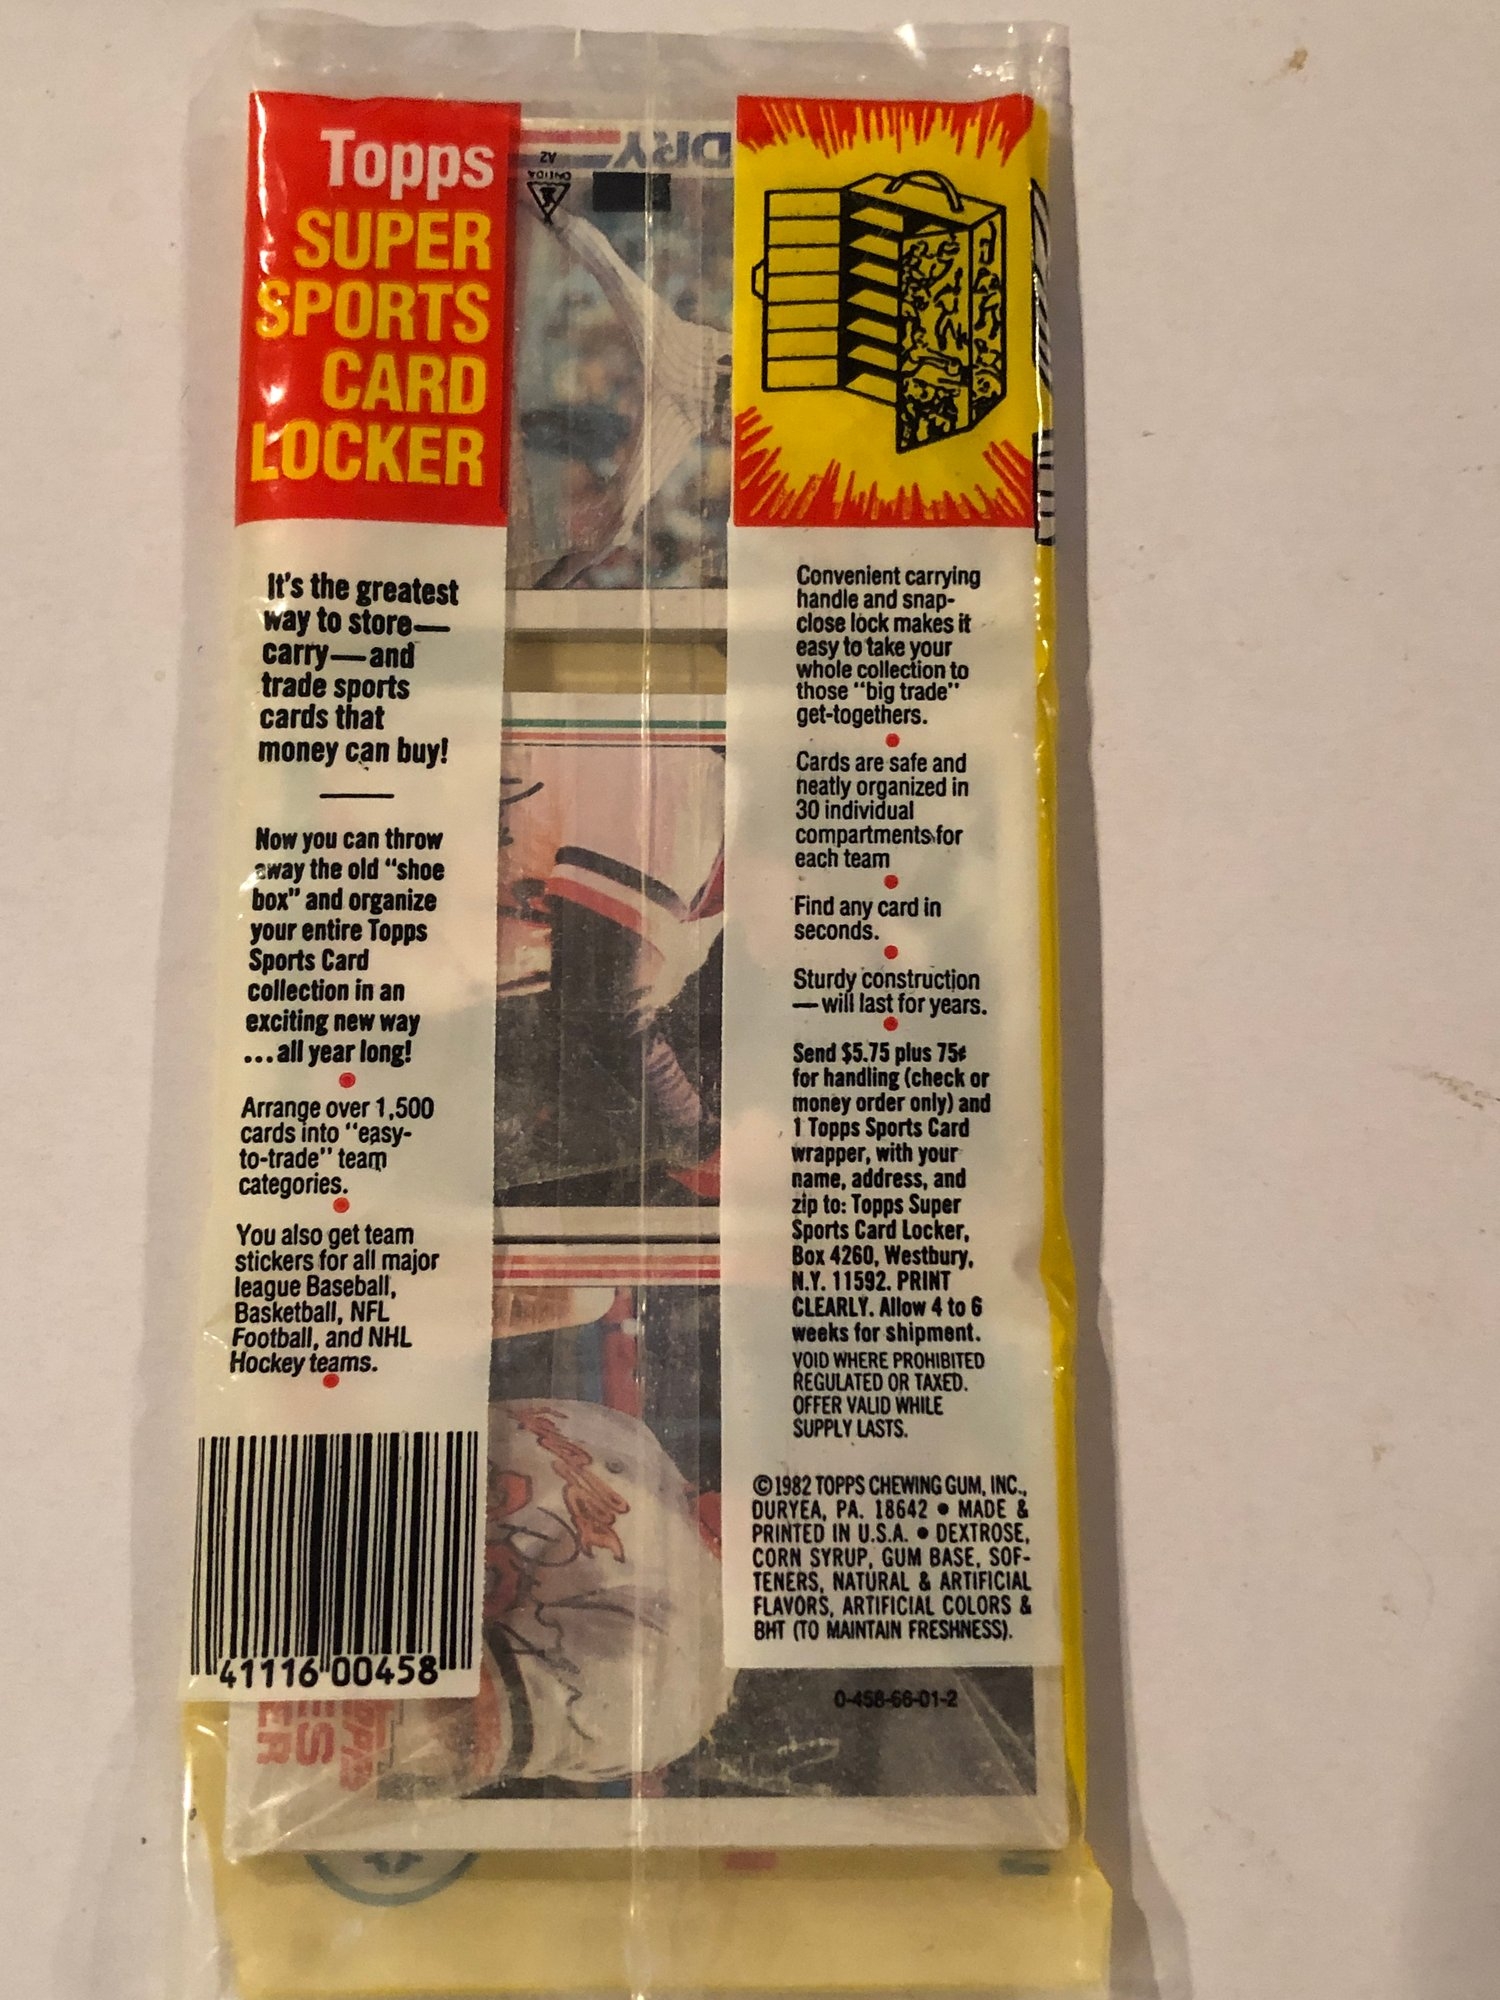 Topps
SUPER
SPORTS
CARD
LOCKER
It's the greatest
way to store—
carry—and
trade sports
cards that
money can buy!
Now you can throw
away the old "shoe
box" and organize
your entire Topps
Sports Card
collection in an
exciting new way
...all year long!
Arrange over 1,500
cards into "easy-
to-trade" team
categories.
You also get team
stickers for all major
league Baseball,
Basketball, NFL
Football, and NHL
Hockey teams.
41116 00458
ONEIDA
AZ
Convenient carrying
handle and snap-
close lock makes it
easy to take your
whole collection to
those "big trade"
get-togethers.
Cards are safe and
neatly organized in
30 individual
compartments for
each team
Find any card in
seconds.
Sturdy construction
—will last for years.
Send $5.75 plus 75¢
for handling (check or
money order only) and
1 Topps Sports Card
wrapper, with your
name, address, and
zip to: Topps Super
Sports Card Locker,
Box 4260, Westbury,
N.Y. 11592. PRINT
CLEARLY. Allow 4 to 6
weeks for shipment.
VOID WHERE PROHIBITED
REGULATED OR TAXED.
OFFER VALID WHILE
SUPPLY LASTS.
©1982 TOPPS CHEWING GUM, INC.,
DURYEA, PA. 18642 • MADE &
PRINTED IN U.S.A. • DEXTROSE,
CORN SYRUP, GUM BASE, SOF-
TENERS, NATURAL & ARTIFICIAL
FLAVORS, ARTIFICIAL COLORS &
BHT (TO MAINTAIN FRESHNESS).
0-458-66-01-2